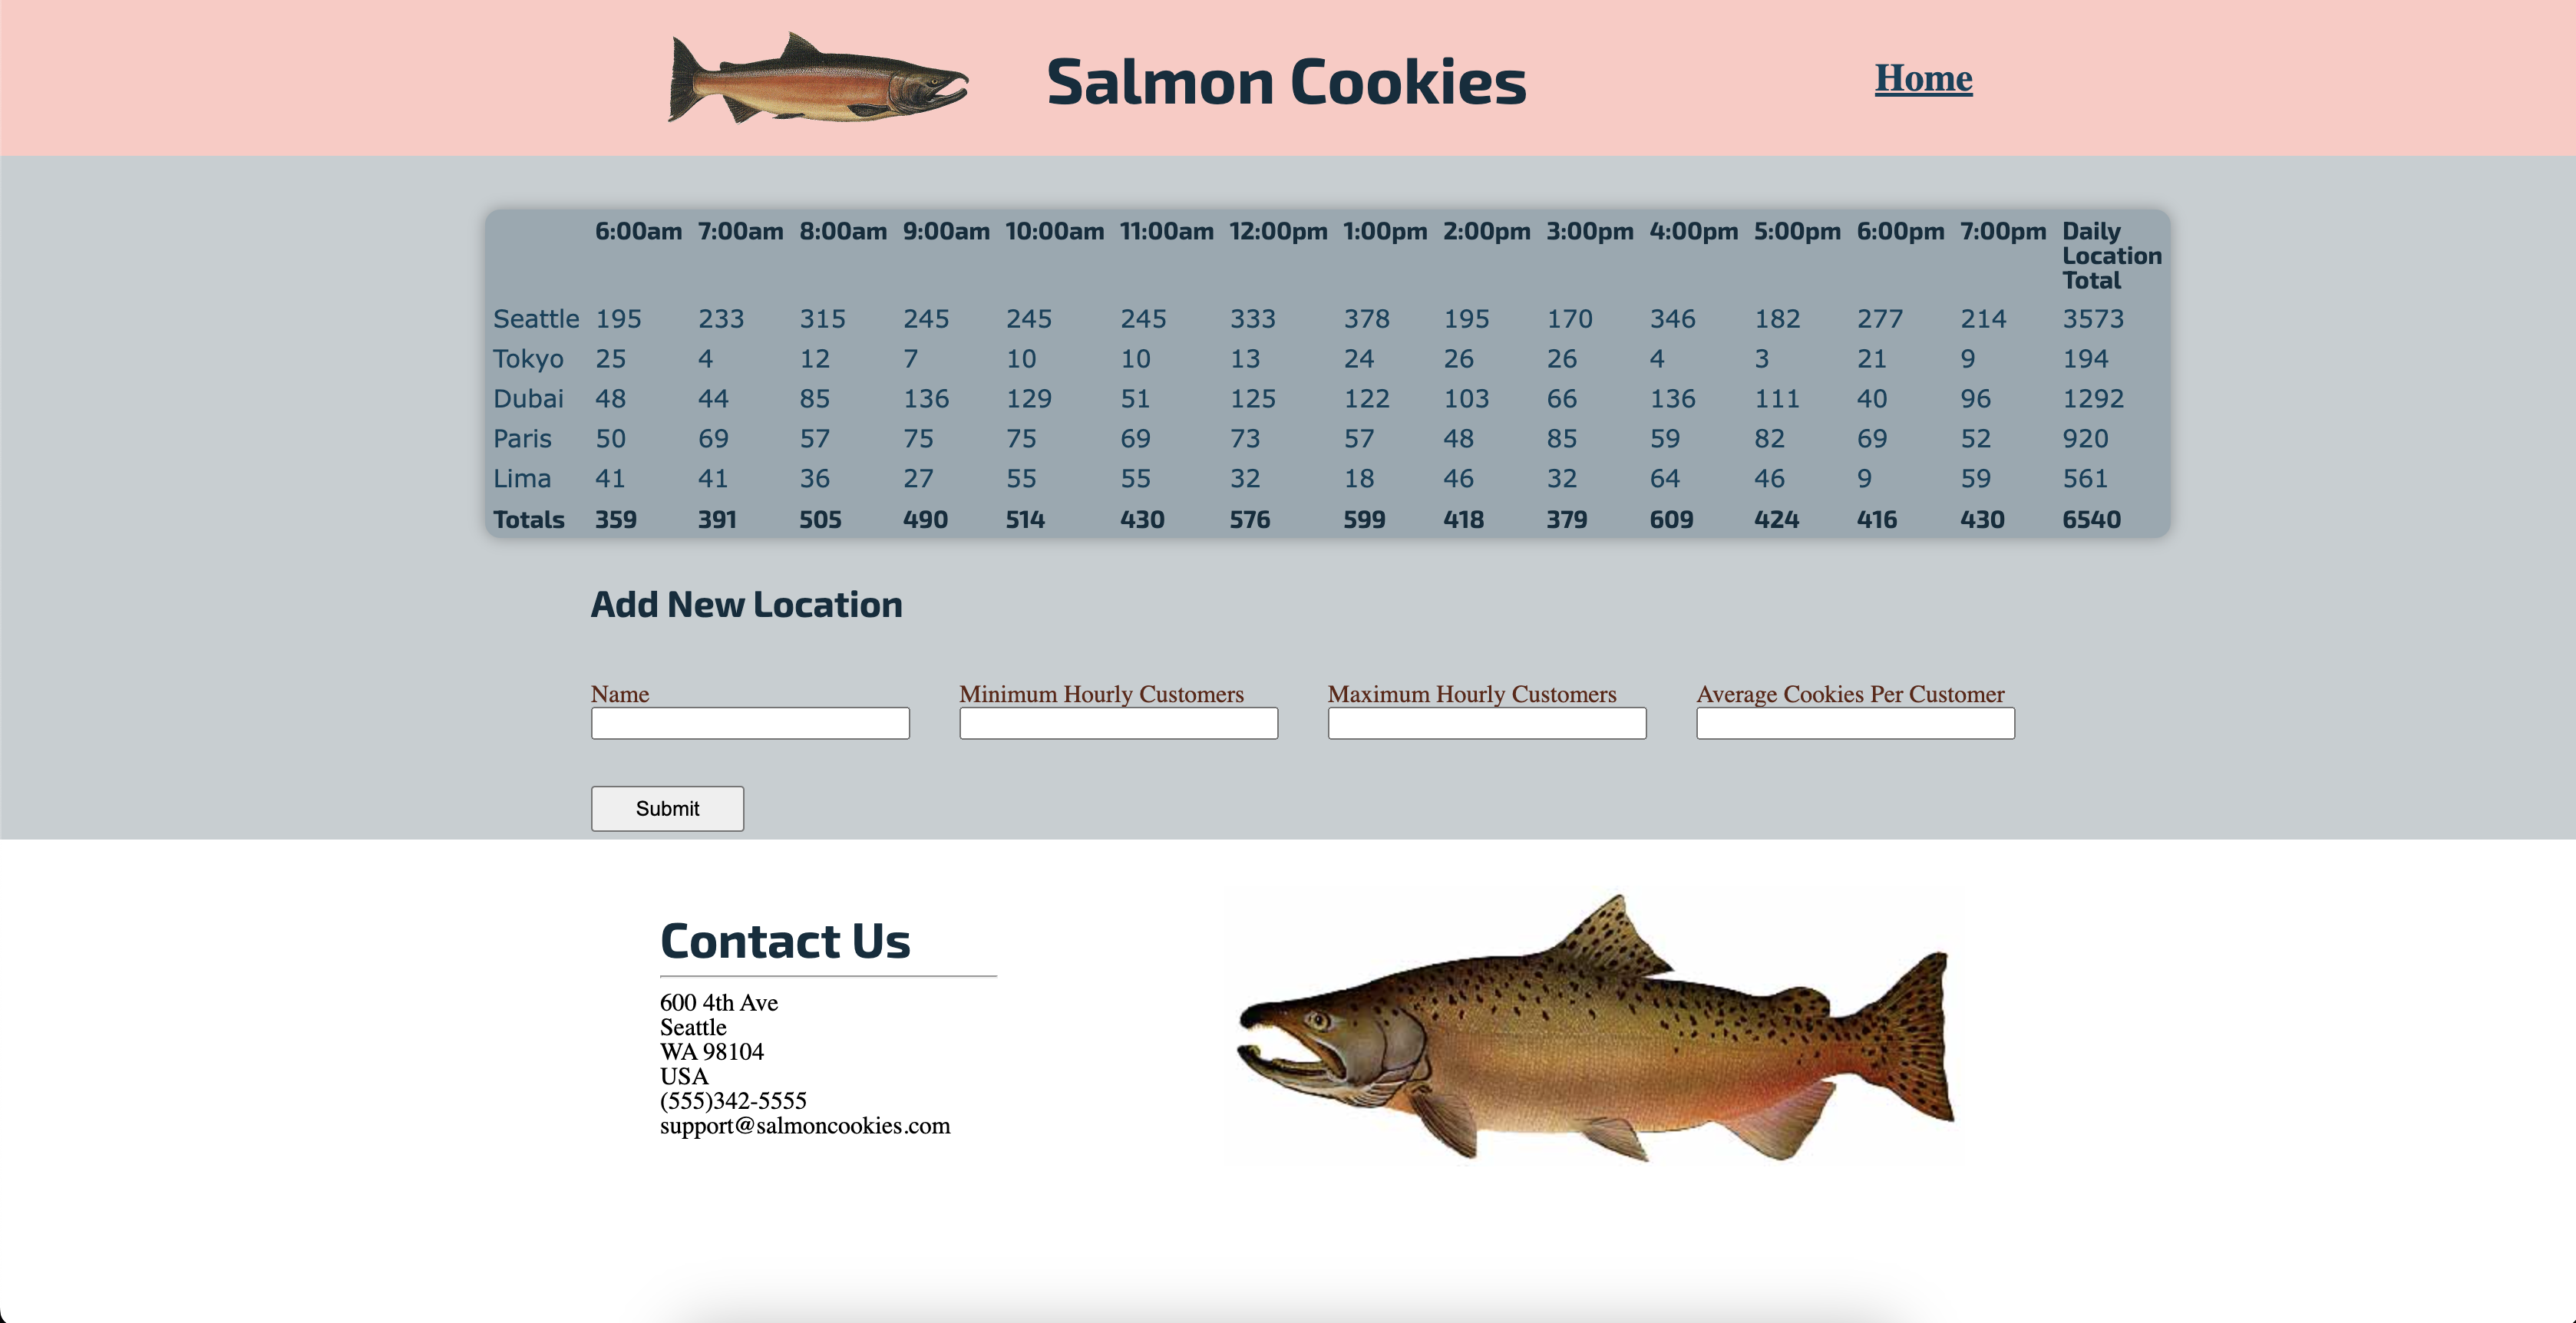 Salmon Cookies Home
6:00am 7:00am 8:00am 9:00am 10:00am 11:00am 12:00pm 1:00pm 2:00pm 3:00pm 4:00pm 5:00pm 6:00pm 7:00pm Daily
Location
Total
Seattle 195 233 315 245 245 245 333 378 195 170 346 182 277 214 3573
Tokyo 25 4 12 7 10 10 13 24 26 26 4 3 21 9 194
Dubai 48 44 85 136 129 51 125 122 103 66 136 111 40 96 1292
Paris 50 69 57 75 75 69 73 57 48 85 59 82 69 52 920
Lima 41 41 36 27 55 55 32 18 46 32 64 46 9 59 561
Totals 359 391 505 490 514 430 576 599 418 379 609 424 416 430 6540
Add New Location
Name Minimum Hourly Customers Maximum Hourly Customers Average Cookies Per Customer
Submit
Contact Us
600 4th Ave
Seattle
WA 98104
USA
(555)342-5555
support@salmoncookies.com